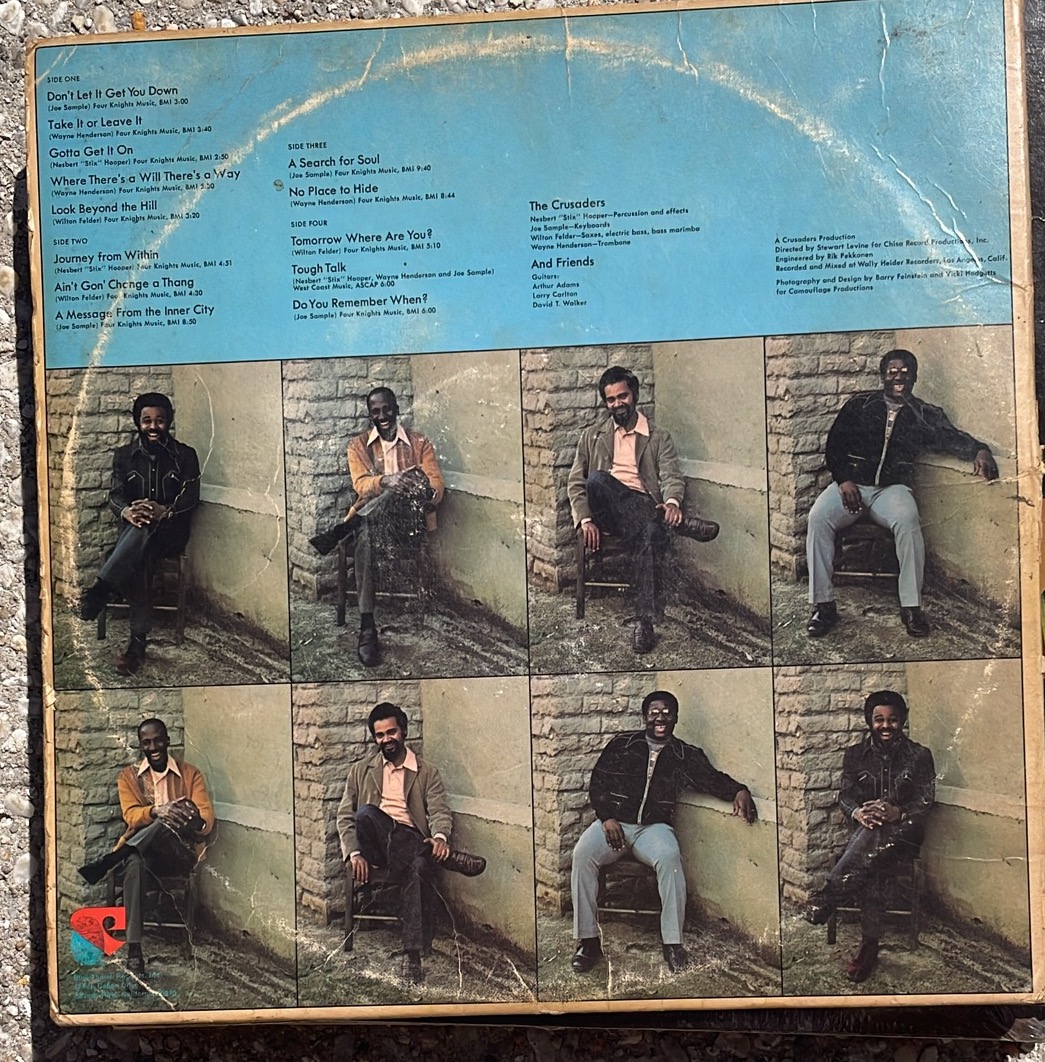 SIDE ONE
Don't Let It Get You Down
(Joe Sample) Four Knights Music, BMI 3:00
Take It or Leave It
(Wayne Henderson) Four Knights Music, BMI 3:40
Gotta Get It On
(Nesbert "Stix" Hooper) Four Knights Music, BMI 2:50
Where There's a Will There's a Way
(Wayne Henderson) Four Knights Music, BMI 5:30
Look Beyond the Hill
(Wilton Felder) Four Knights Music, BMI 3:20
SIDE TWO
Journey from Within
(Nesbert "Stix" Hooper) Four Knights Music, BMI 4:51
Ain't Gon' Change a Thang
(Wilton Felder) Four Knights Music, BMI 4:30
A Message From the Inner City
(Joe Sample) Four Knights Music, BMI 8:50
SIDE THREE
A Search for Soul
(Joe Sample) Four Knights Music, BMI 9:40
No Place to Hide
(Wayne Henderson) Four Knights Music, BMI 8:44
SIDE FOUR
Tomorrow Where Are You?
(Wilton Felder) Four Knights Music, BMI 5:10
Tough Talk
(Nesbert "Stix" Hooper, Wayne Henderson and Joe Sample)
West Coast Music, ASCAP 6:00
Do You Remember When?
(Joe Sample) Four Knights Music, BMI 6:00
The Crusaders
Nesbert "Stix" Hooper—Percussion and effects
Joe Sample—Keyboards
Wilton Felder—Saxes, electric bass, bass marimba
Wayne Henderson—Trombone
And Friends
Guitars:
Arthur Adams
Larry Carlton
David T. Walker
A Crusaders Production
Directed by Stewart Levine for Chisa Record Productions, Inc.
Engineered by Rik Pekkonen
Recorded and Mixed at Wally Heider Recorders, Los Angeles, Calif.
Photography and Design by Barry Feinstein and Vicki Hodgetts
for Camouflage Productions